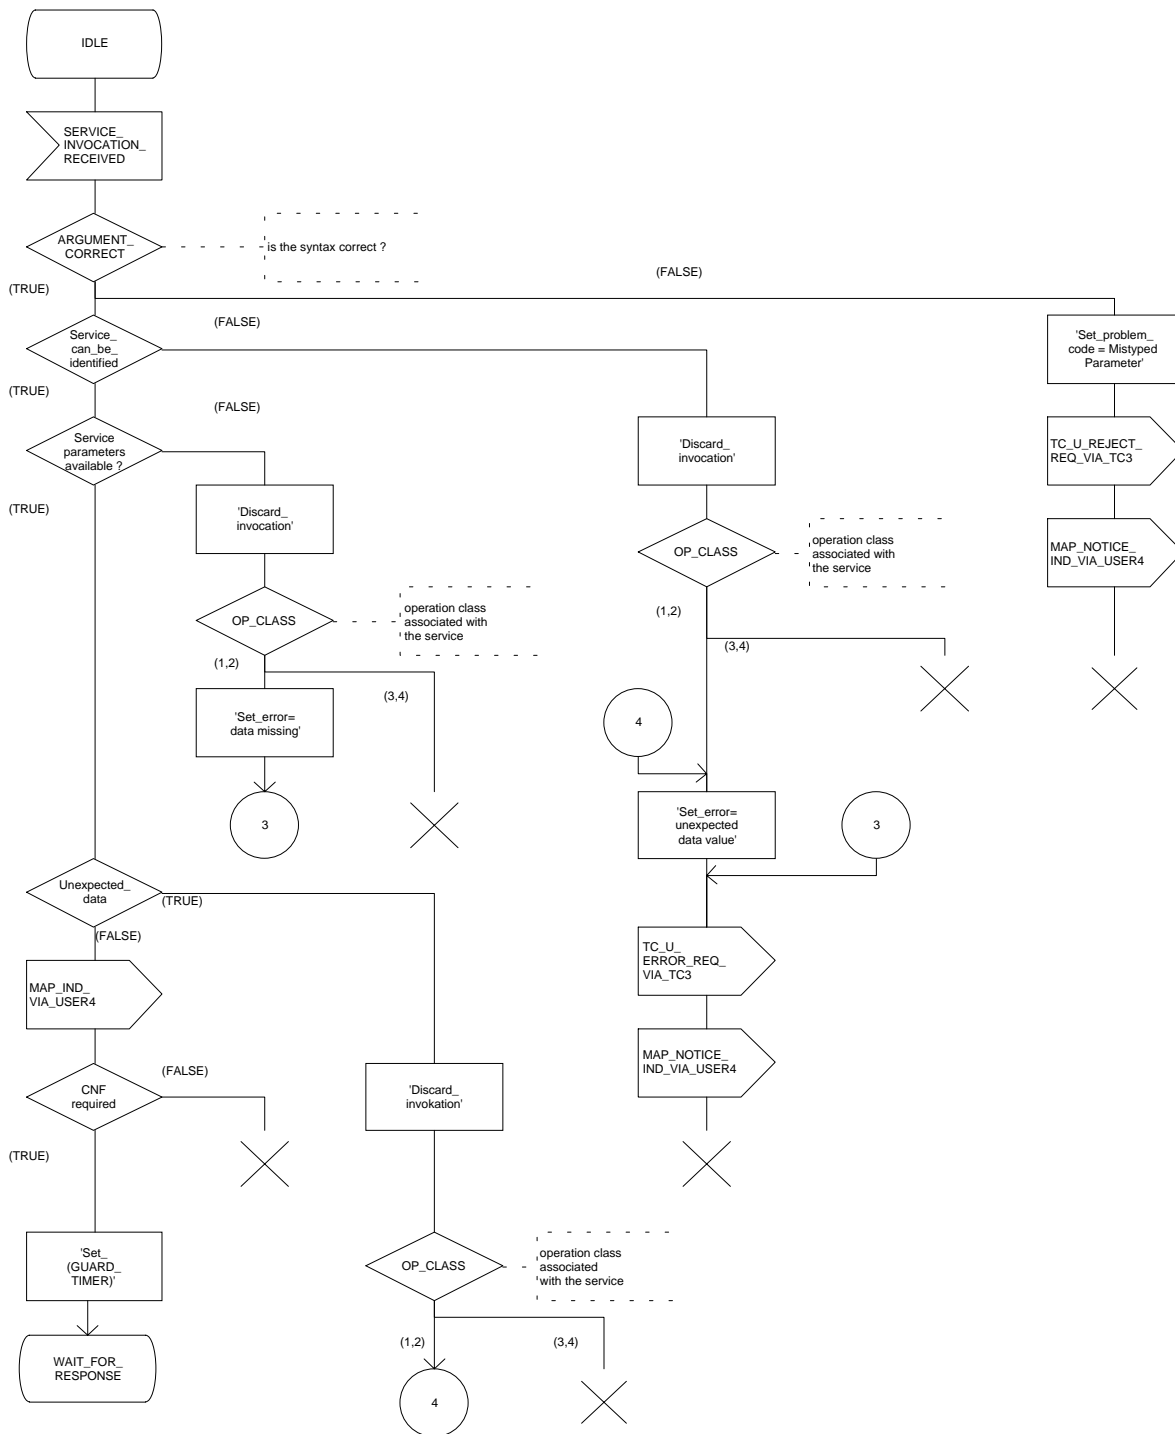 IDLE
SERVICE_
INVOCATION_
RECEIVED
ARGUMENT_
CORRECT
is the syntax correct ?
(FALSE)
(TRUE)
Service_
can_be_
identified
(FALSE)
'Set_problem_
code = Mistyped
Parameter'
(TRUE)
(FALSE)
Service
parameters
available ?
'Discard_
invocation'
TC_U_REJECT_
REQ_VIA_TC3
(TRUE)
'Discard_
invocation'
OP_CLASS
operation class
associated with
the service
MAP_NOTICE_
IND_VIA_USER4
OP_CLASS
operation class
associated with
the service
(1,2)
(3,4)
(1,2)
(3,4)
'Set_error=
data missing'
4
3
'Set_error=
unexpected
data value'
3
Unexpected_
data
(TRUE)
(FALSE)
TC_U_
ERROR_REQ_
VIA_TC3
MAP_IND_
VIA_USER4
MAP_NOTICE_
IND_VIA_USER4
CNF
required
(FALSE)
'Discard_
invokation'
(TRUE)
'Set_
(GUARD_
TIMER)'
OP_CLASS
operation class
associated
with the service
(1,2)
(3,4)
WAIT_FOR_
RESPONSE
4